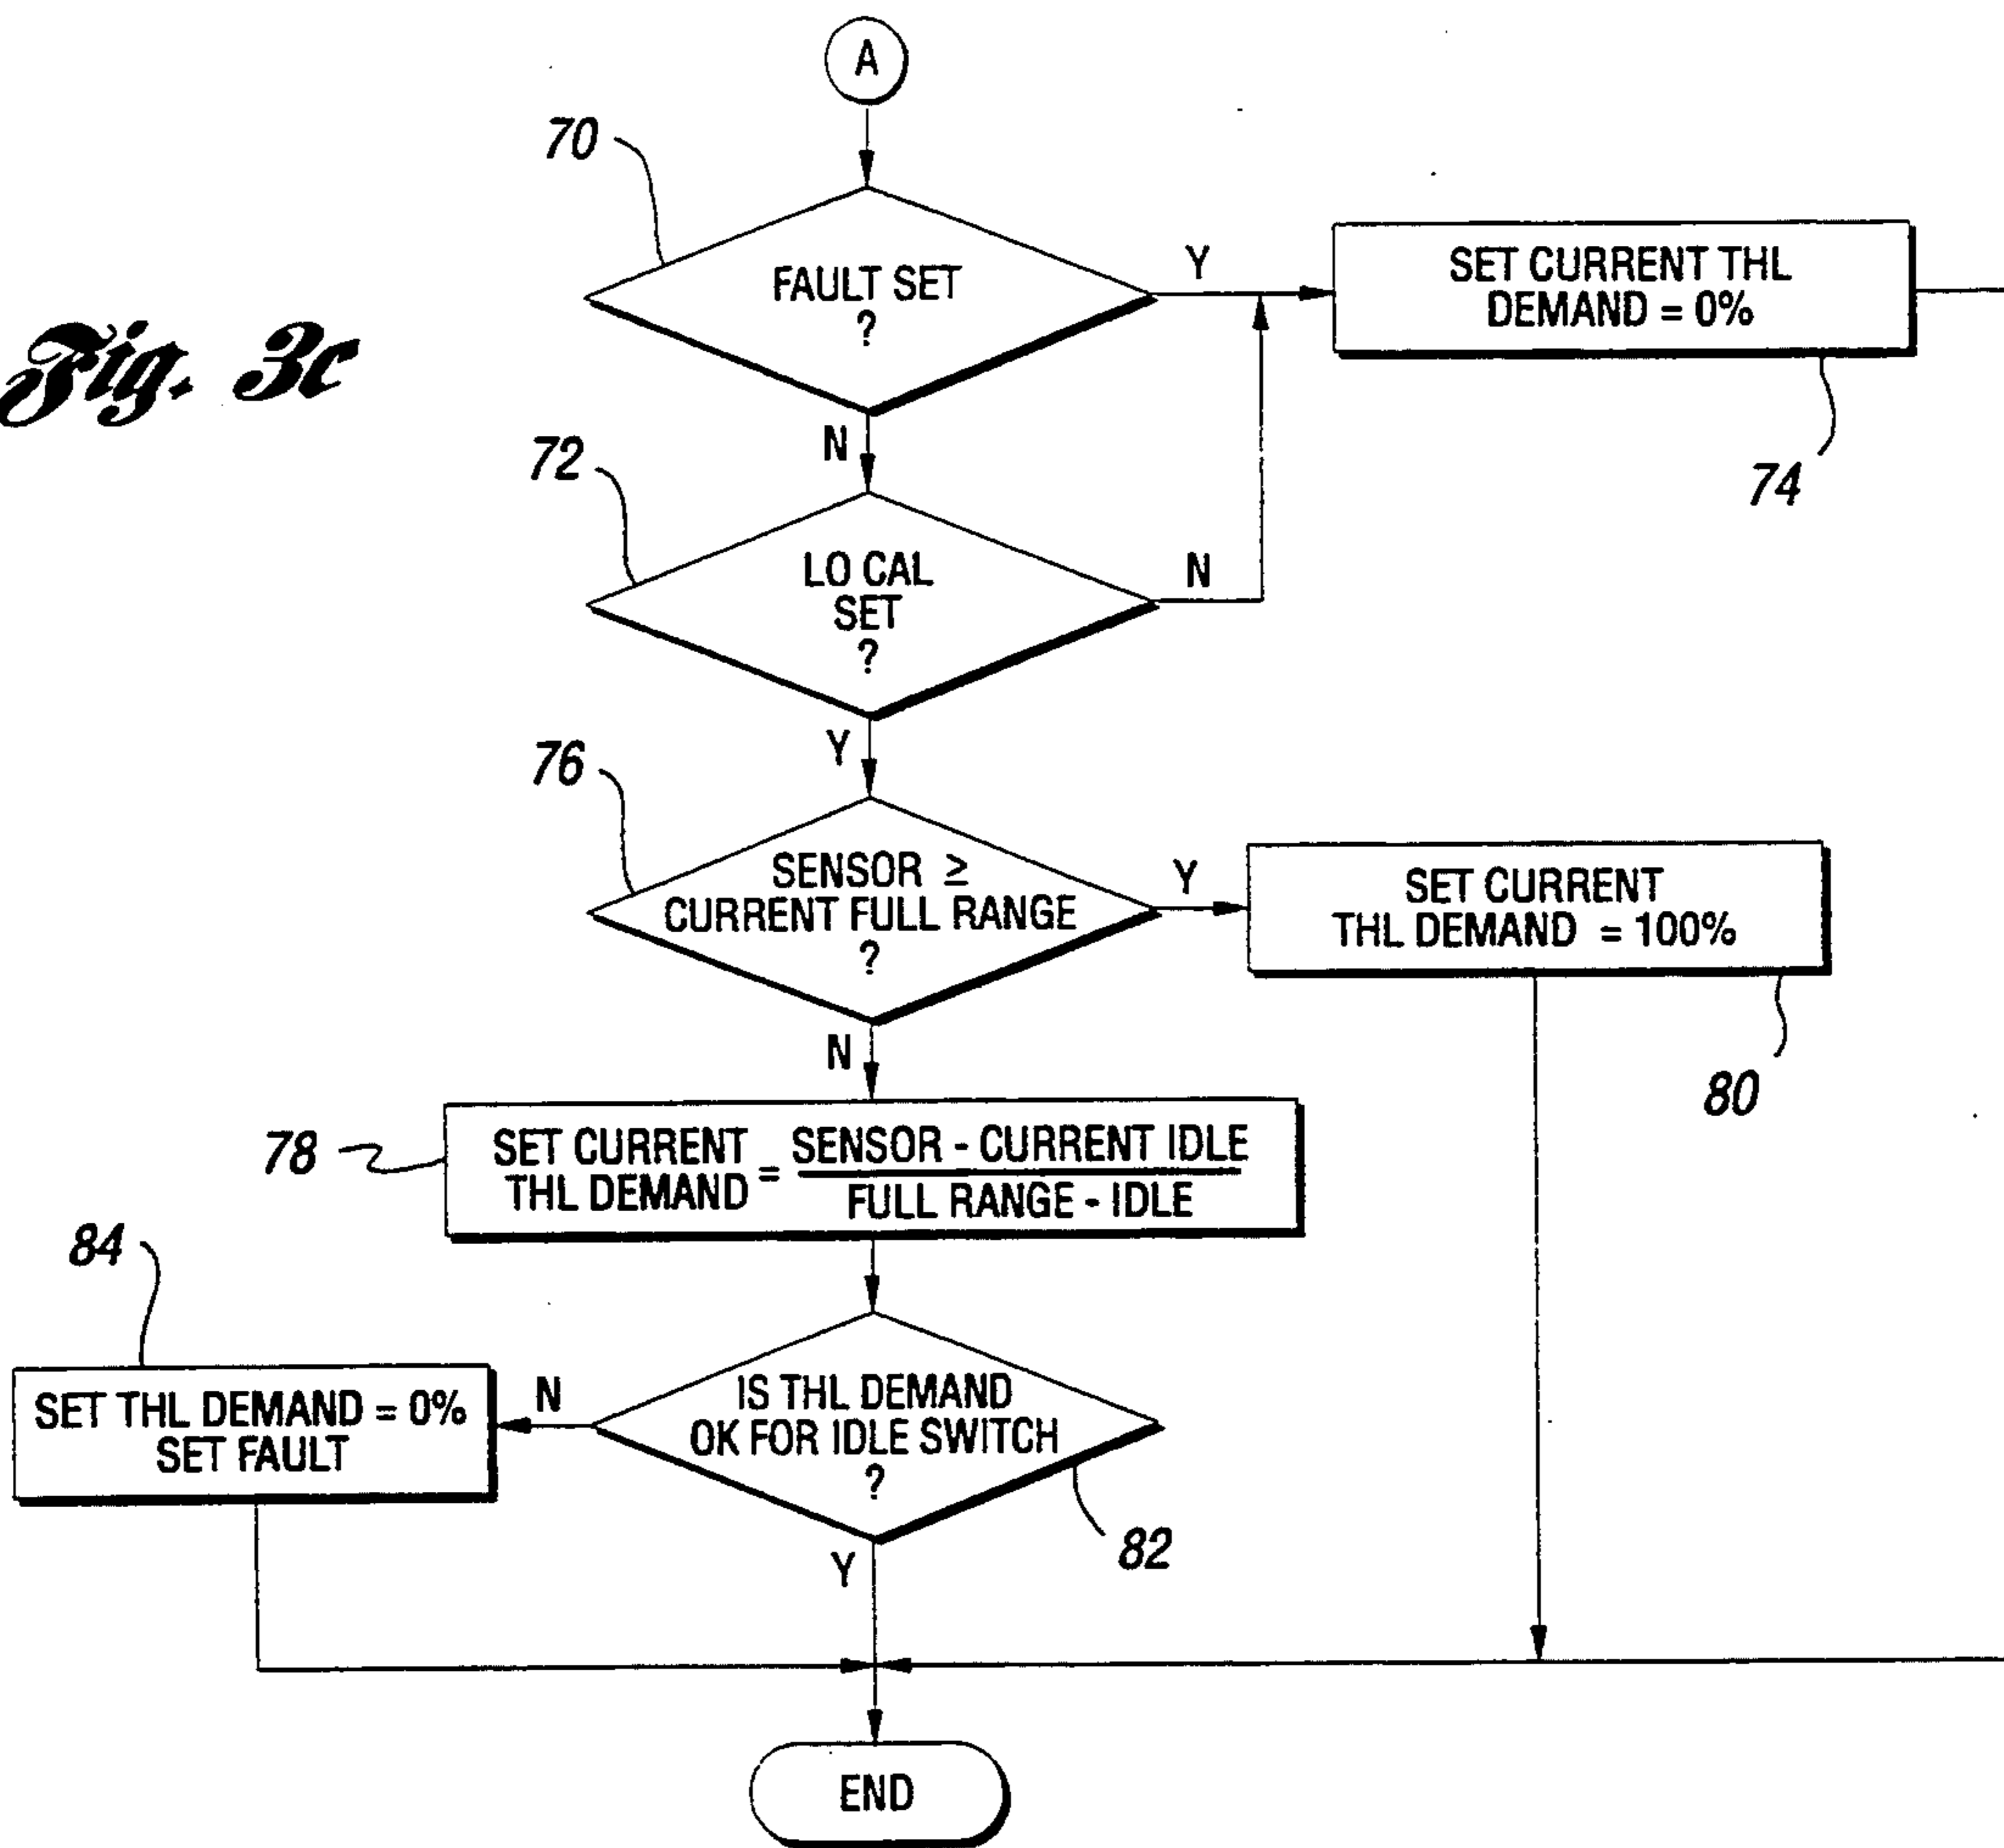 A
70
FAULT SET
?
Y
SET CURRENT THL
DEMAND = 0%
74
Fig. 3c
N
72
LO CAL
SET
?
N
Y
76
SENSOR ≥
CURRENT FULL RANGE
?
Y
SET CURRENT
THL DEMAND = 100%
80
N
78
SET CURRENT
THL DEMAND
=
SENSOR - CURRENT IDLE
FULL RANGE - IDLE
84
SET THL DEMAND = 0%
SET FAULT
N
IS THL DEMAND
OK FOR IDLE SWITCH
?
82
Y
END